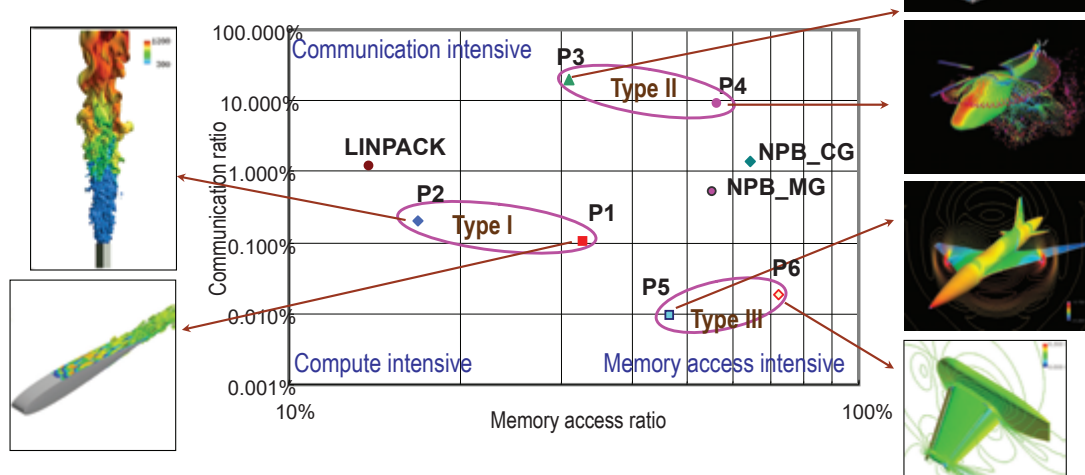 1200
100.000%
Communication intensive
P3
Type II
P4
10.000%
LINPACK
NPB_CG
1.000%
NPB_MG
P2
Type I
P1
0.100%
P5
P6
0.010%
Type III
Compute intensive
Memory access intensive
0.001%
10%
100%
Communication ratio
Memory access ratio